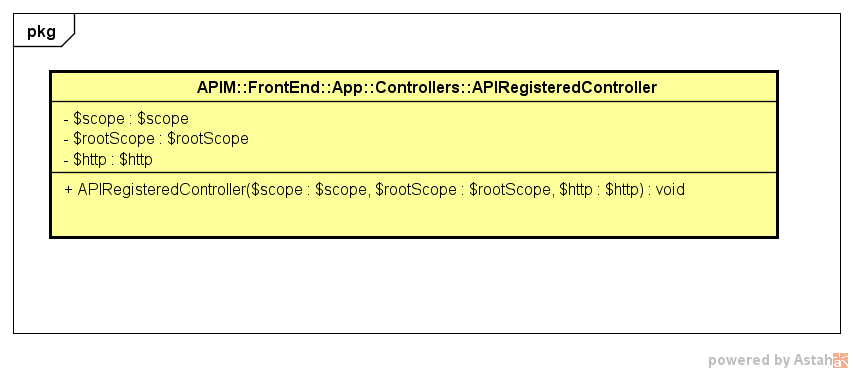 pkg
APIM::FrontEnd::App::Controllers::APIRegisteredController
- $scope : $scope
- $rootScope : $rootScope
- $http : $http
+ APIRegisteredController($scope : $scope, $rootScope : $rootScope, $http : $http) : void
powered by Astah